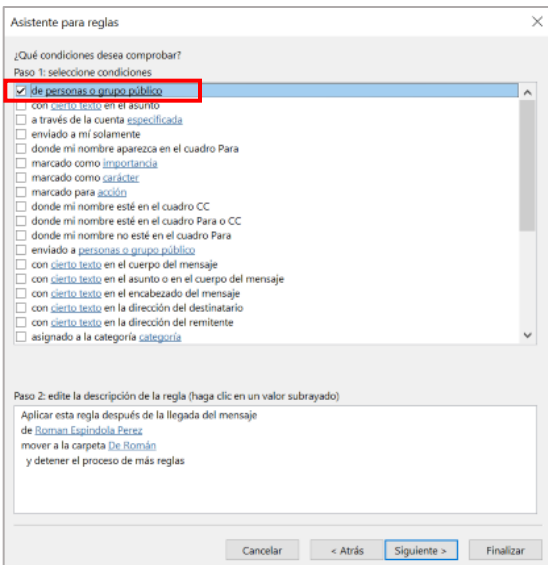 Asistente para reglas
¿Qué condiciones desea comprobar?
Paso 1: seleccione condiciones
de personas o grupo público
con cierto texto en el asunto
a través de la cuenta especificada
enviado a mí solamente
donde mi nombre aparezca en el cuadro Para
marcado como importancia
marcado como carácter
marcado para acción
donde mi nombre esté en el cuadro CC
donde mi nombre esté en el cuadro Para o CC
donde mi nombre no esté en el cuadro Para
enviado a personas o grupo público
con cierto texto en el cuerpo del mensaje
con cierto texto en el asunto o en el cuerpo del mensaje
con cierto texto en el encabezado del mensaje
con cierto texto en la dirección del destinatario
con cierto texto en la dirección del remitente
asignado a la categoría categoría
Paso 2: edite la descripción de la regla (haga clic en un valor subrayado)
Aplicar esta regla después de la llegada del mensaje
de Roman Espindola Perez
mover a la carpeta De Román
y detener el proceso de más reglas
Cancelar < Atrás Siguiente > Finalizar